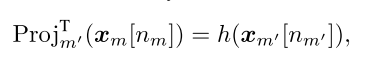 Proj^T_{m′}(x_m[n_m]) = h(x_{m′}[n_{m′}]),